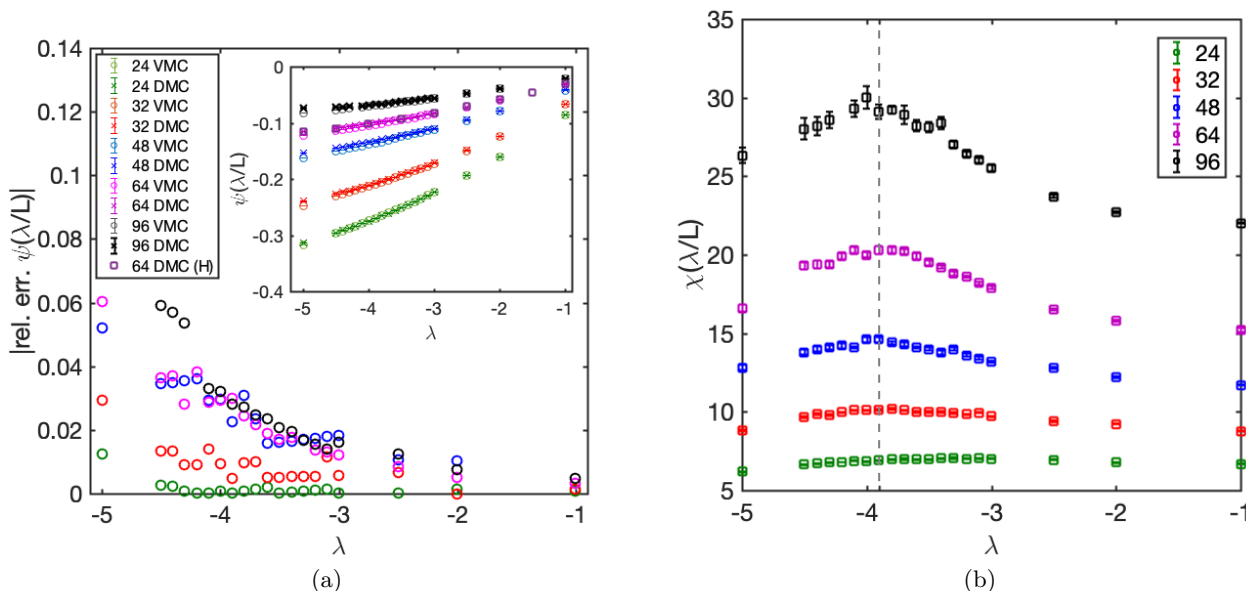 0.14
0.12
0.1
0.08
0.06
0.04
0.02
0
|rel. err. ψ(λ/L)|
24 VMC
24 DMC
32 VMC
32 DMC
48 VMC
48 DMC
64 VMC
64 DMC
96 VMC
96 DMC
64 DMC (H)
0
-0.1
-0.2
-0.3
-0.4
ψ(λ/L)
-5
-4
-3
-2
-1
λ
-5
-4
-3
-2
-1
λ
(a)
35
30
25
20
15
10
5
χ(λ/L)
24
32
48
64
96
-5
-4
-3
-2
-1
λ
(b)